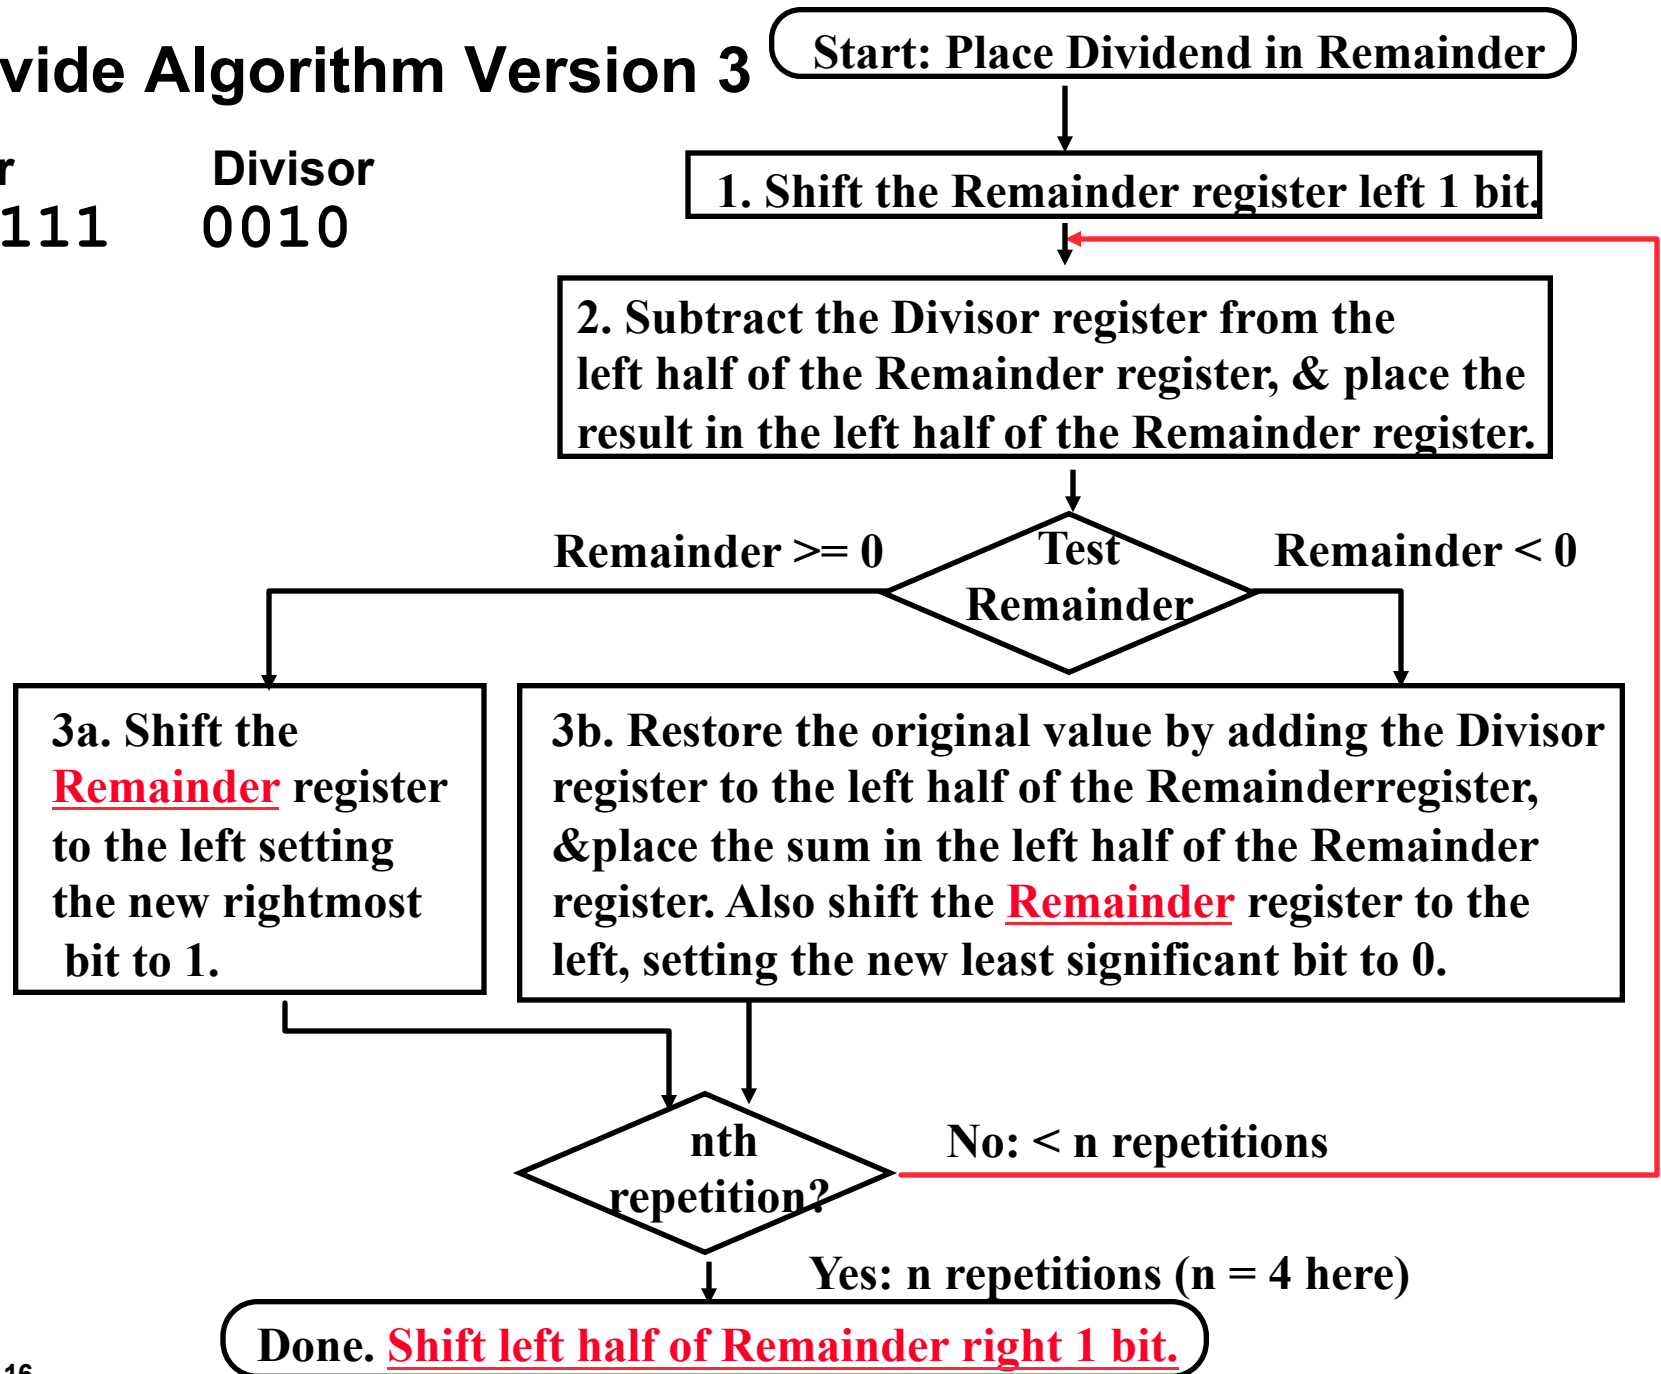 vide Algorithm Version 3
Start: Place Dividend in Remainder
r Divisor
111 0010
1. Shift the Remainder register left 1 bit.
2. Subtract the Divisor register from the
left half of the Remainder register, & place the
result in the left half of the Remainder register.
Remainder >= 0
Test
Remainder
Remainder < 0
3a. Shift the
Remainder register
to the left setting
the new rightmost
bit to 1.
3b. Restore the original value by adding the Divisor
register to the left half of the Remainderregister,
&place the sum in the left half of the Remainder
register. Also shift the Remainder register to the
left, setting the new least significant bit to 0.
nth
repetition?
No: < n repetitions
Yes: n repetitions (n = 4 here)
Done. Shift left half of Remainder right 1 bit.
16